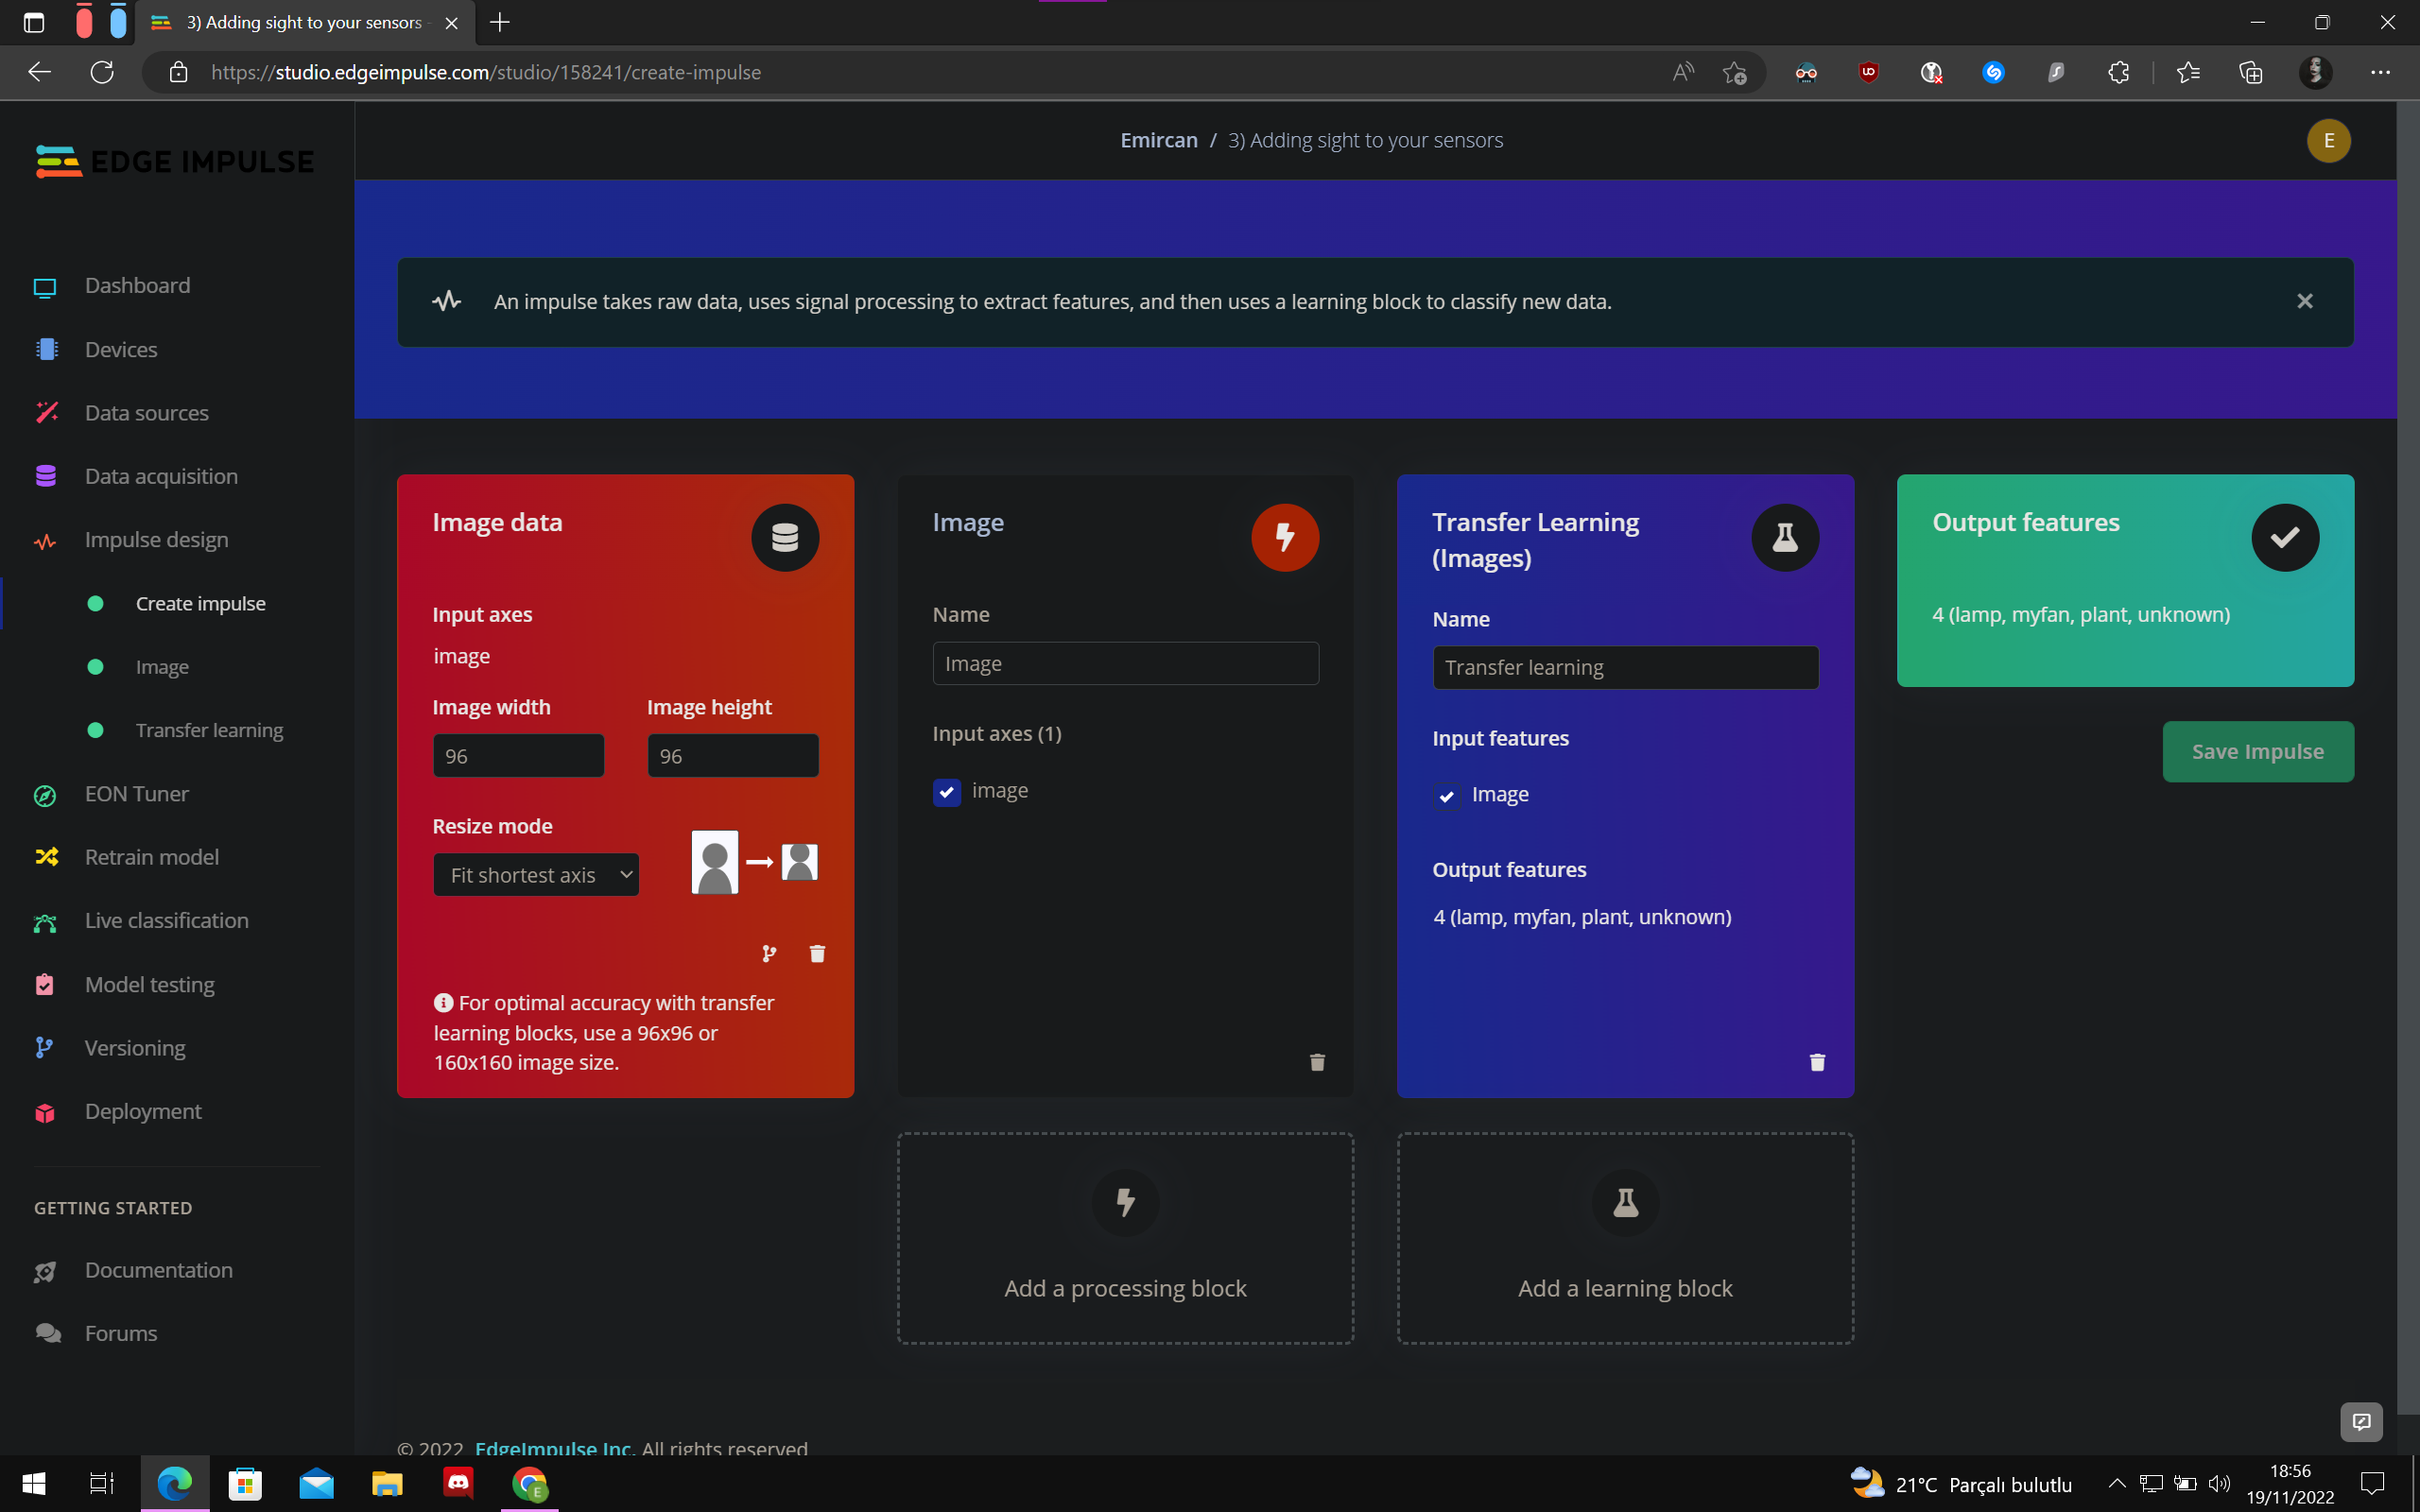 3) Adding sight to your sensors -
https://studio.edgeimpulse.com/studio/158241/create-impulse
EDGE IMPULSE
Emircan / 3) Adding sight to your sensors
E
An impulse takes raw data, uses signal processing to extract features, and then uses a learning block to classify new data.
Dashboard
Devices
Data sources
Data acquisition
Impulse design
Create impulse
Image
Transfer learning
EON Tuner
Retrain model
Live classification
Model testing
Versioning
Deployment
GETTING STARTED
Documentation
Forums
Image data
Input axes
image
Image width
Image height
96
96
Resize mode
Fit shortest axis
For optimal accuracy with transfer
learning blocks, use a 96x96 or
160x160 image size.
Image
Name
Image
Input axes (1)
image
Transfer Learning
(Images)
Name
Transfer learning
Input features
Image
Output features
4 (lamp, myfan, plant, unknown)
Output features
4 (lamp, myfan, plant, unknown)
Save Impulse
Add a processing block
Add a learning block
© 2022 EdgeImpulse Inc. All rights reserved
E
21°C Parçalı bulutlu
18:56
19/11/2022